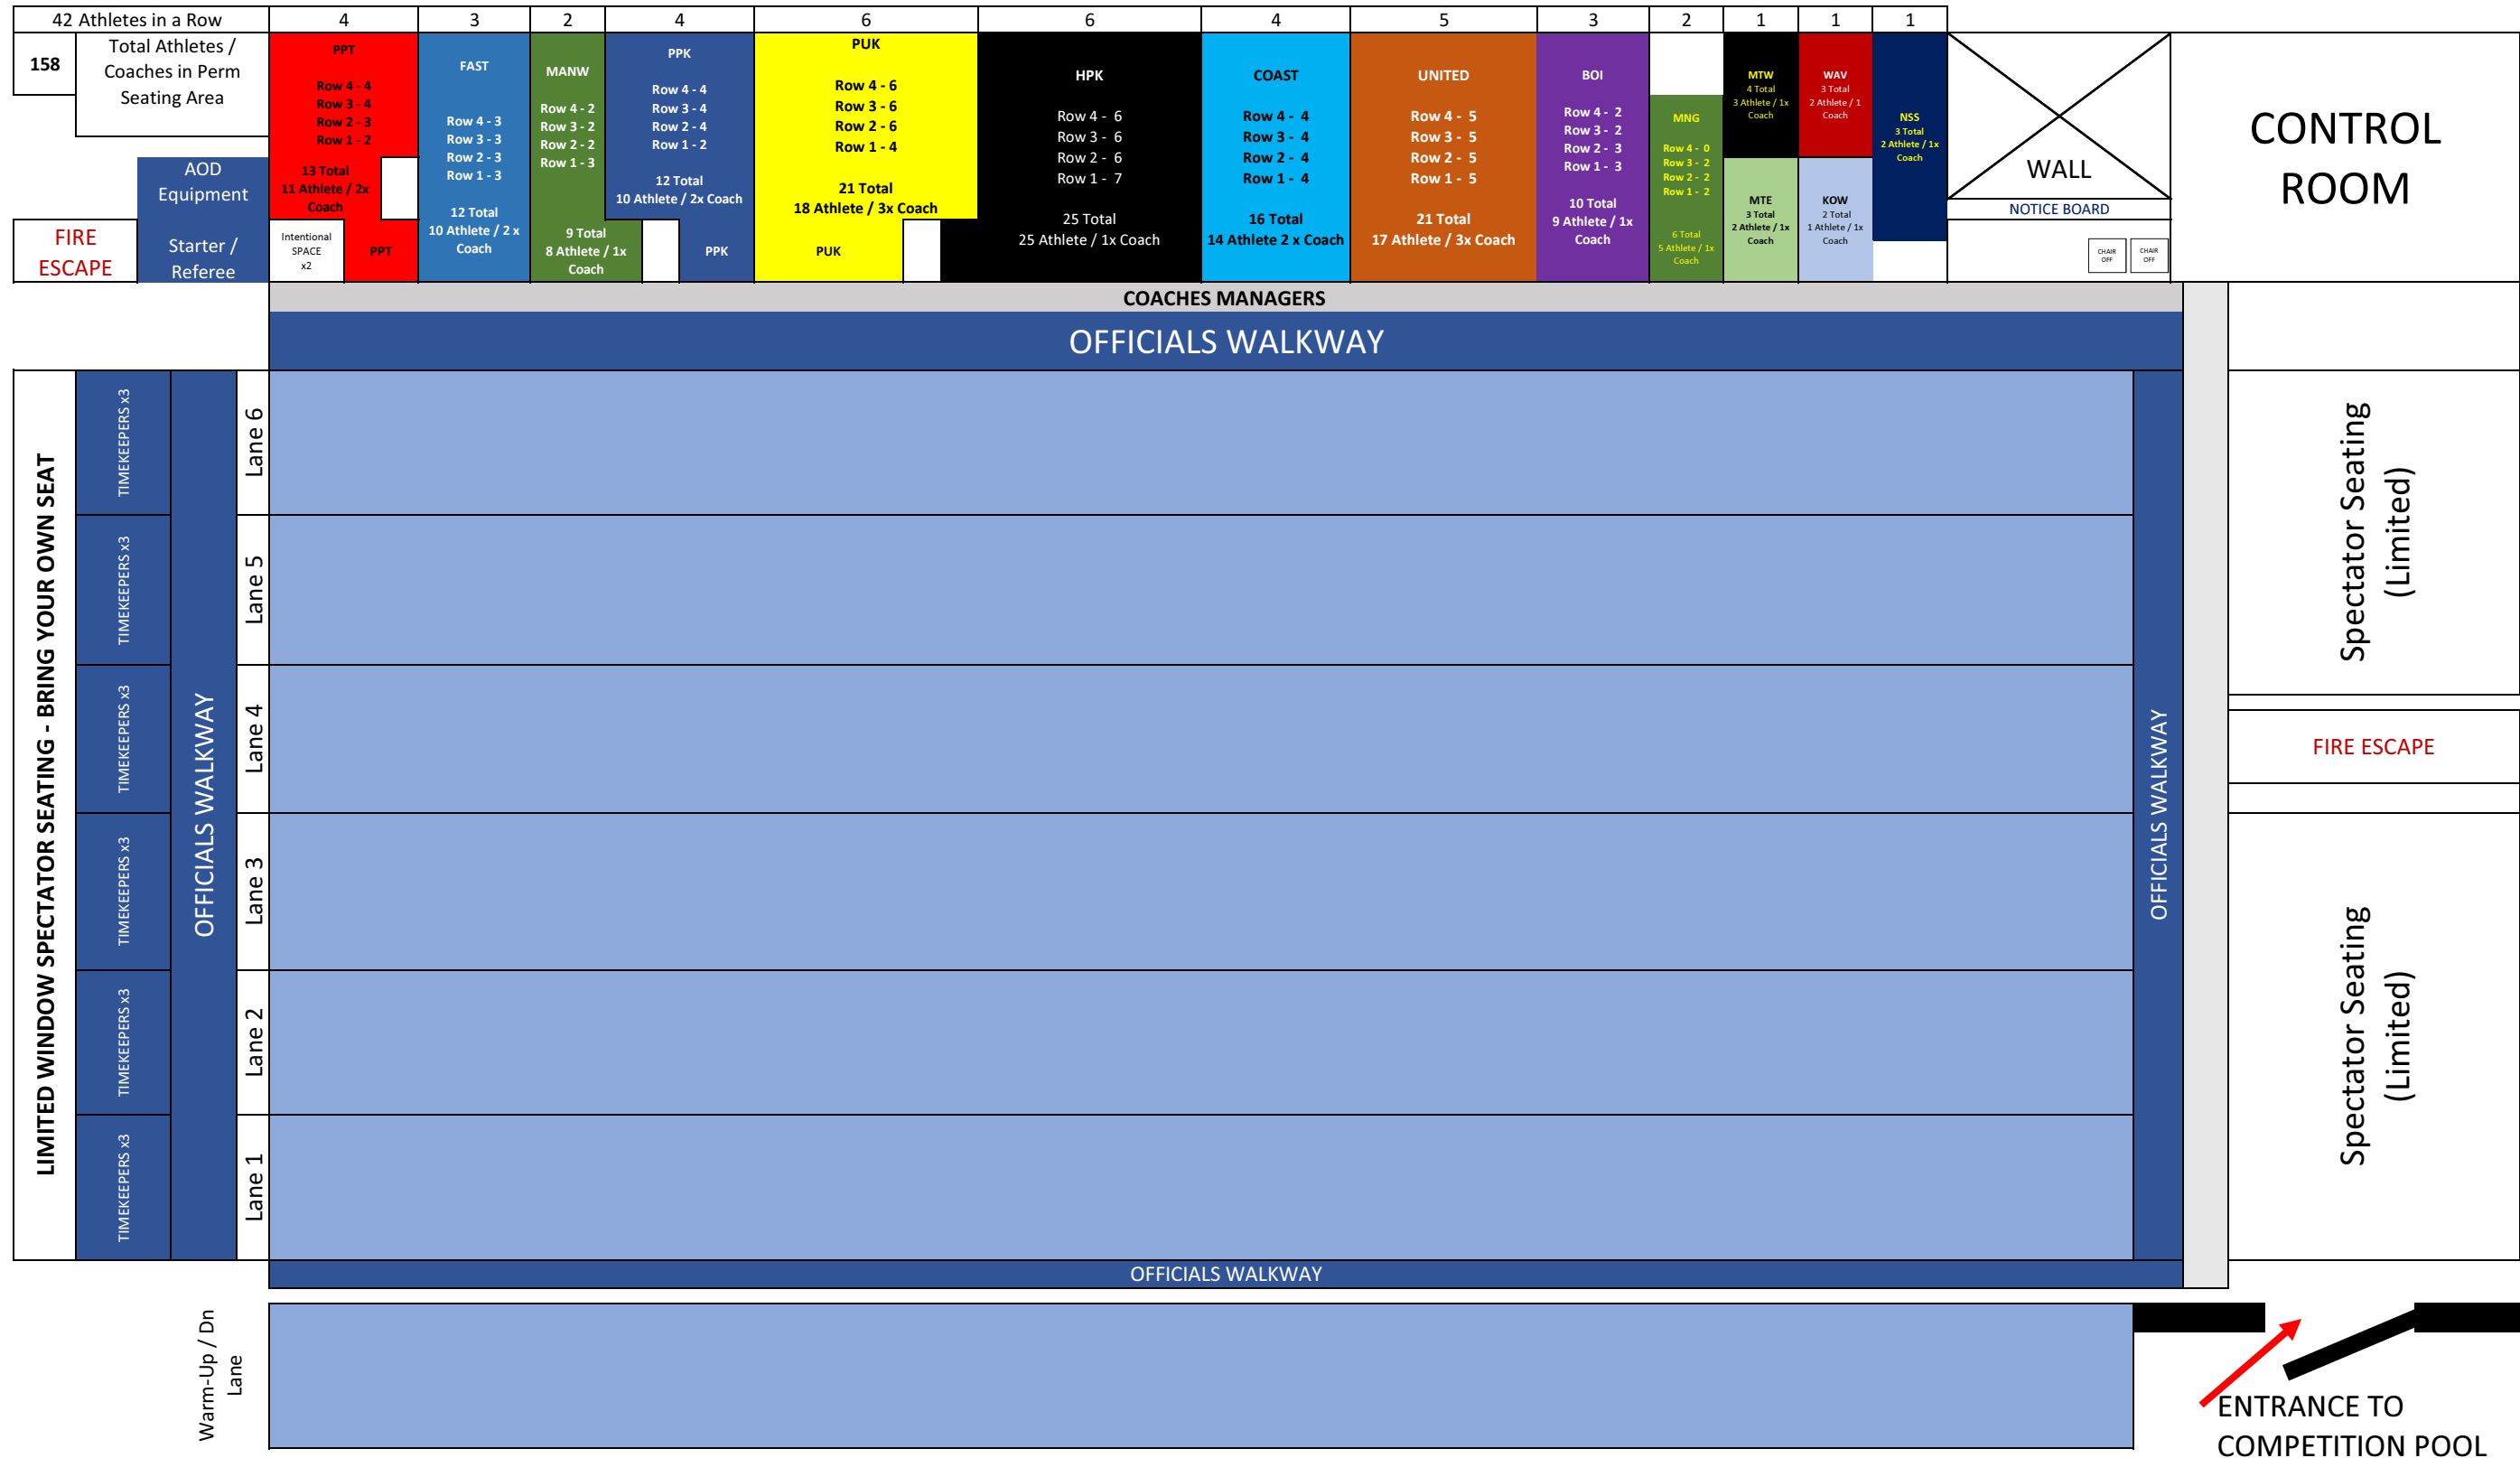 42 Athletes in a Row
4
3
2
4
6
6
4
5
3
2
1
1
1
158
Total Athletes /
Coaches in Perm
Seating Area
AOD
Equipment
Starter /
Referee
FIRE
ESCAPE
PPT
Row 4 - 4
Row 3 - 4
Row 2 - 3
Row 1 - 2
13 Total
11 Athlete / 2x
Coach
Intentional
SPACE
x2
PPT
FAST
Row 4 - 3
Row 3 - 3
Row 2 - 3
Row 1 - 3
12 Total
10 Athlete / 2 x
Coach
MANW
Row 4 - 2
Row 3 - 2
Row 2 - 2
Row 1 - 3
9 Total
8 Athlete / 1x
Coach
PPK
Row 4 - 4
Row 3 - 4
Row 2 - 4
Row 1 - 2
12 Total
10 Athlete / 2x Coach
PPK
PUK
Row 4 - 6
Row 3 - 6
Row 2 - 6
Row 1 - 4
21 Total
18 Athlete / 3x Coach
PUK
HPK
Row 4 - 6
Row 3 - 6
Row 2 - 6
Row 1 - 7
25 Total
25 Athlete / 1x Coach
COAST
Row 4 - 4
Row 3 - 4
Row 2 - 4
Row 1 - 4
16 Total
14 Athlete 2 x Coach
UNITED
Row 4 - 5
Row 3 - 5
Row 2 - 5
Row 1 - 5
21 Total
17 Athlete / 3x Coach
BOI
Row 4 - 2
Row 3 - 2
Row 2 - 3
Row 1 - 3
10 Total
9 Athlete / 1x
Coach
MNG
Row 4 - 0
Row 3 - 2
Row 2 - 2
Row 1 - 2
6 Total
5 Athlete / 1x
Coach
MTW
4 Total
3 Athlete / 1x
Coach
MTE
3 Total
2 Athlete / 1x
Coach
WAV
3 Total
2 Athlete / 1
Coach
KOW
2 Total
1 Athlete / 1x
Coach
NSS
3 Total
2 Athlete / 1x
Coach
WALL
NOTICE BOARD
CHAIR
OFF
CHAIR
OFF
CONTROL
ROOM
COACHES MANAGERS
OFFICIALS WALKWAY
LIMITED WINDOW SPECTATOR SEATING - BRING YOUR OWN SEAT
TIMEKEEPERS x3
TIMEKEEPERS x3
TIMEKEEPERS x3
TIMEKEEPERS x3
TIMEKEEPERS x3
TIMEKEEPERS x3
OFFICIALS WALKWAY
Lane 6
Lane 5
Lane 4
Lane 3
Lane 2
Lane 1
OFFICIALS WALKWAY
Spectator Seating
(Limited)
FIRE ESCAPE
Spectator Seating
(Limited)
OFFICIALS WALKWAY
Warm-Up / Dn
Lane
ENTRANCE TO
COMPETITION POOL